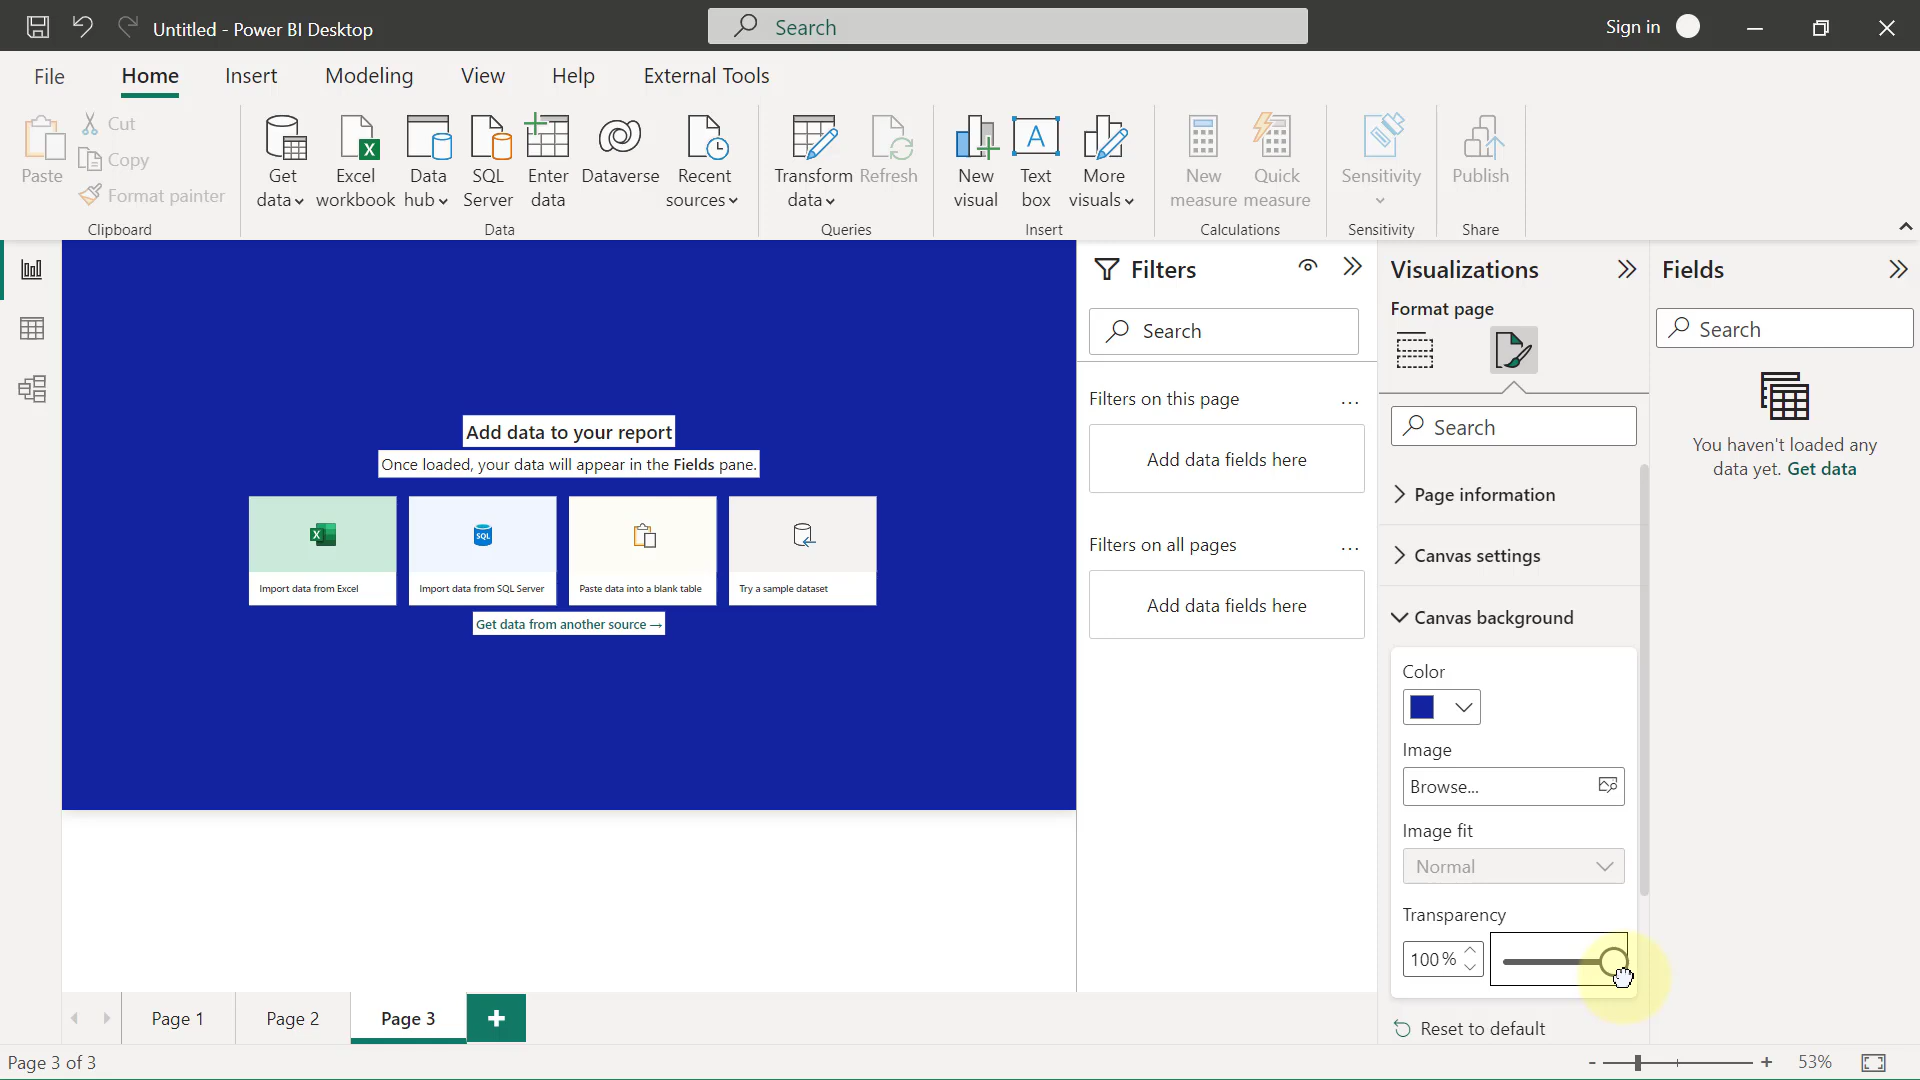 Untitled - Power BI Desktop
Search
Sign in
File
Home
Insert
Modeling
View
Help
External Tools
Paste
Cut
Copy
Format painter
Clipboard
Get
data
Excel
workbook
Data
hub
SQL
Server
Enter
data
Dataverse
Recent
sources
Data
Transform
data
Refresh
Queries
New
visual
Text
box
More
visuals
Insert
New
measure
Quick
measure
Calculations
Sensitivity
Sensitivity
Publish
Share
Add data to your report
Once loaded, your data will appear in the Fields pane.
SQL
Import data from Excel
Import data from SQL Server
Paste data into a blank table
Try a sample dataset
Get data from another source →
Filters
Search
Filters on this page
...
Add data fields here
Filters on all pages
...
Add data fields here
Visualizations
Format page
Search
Page information
Canvas settings
Canvas background
Color
Image
Browse...
Image fit
Normal
Transparency
100%
Reset to default
Fields
Search
You haven't loaded any
data yet. Get data
Page 1
Page 2
Page 3
Page 3 of 3
- +
53%